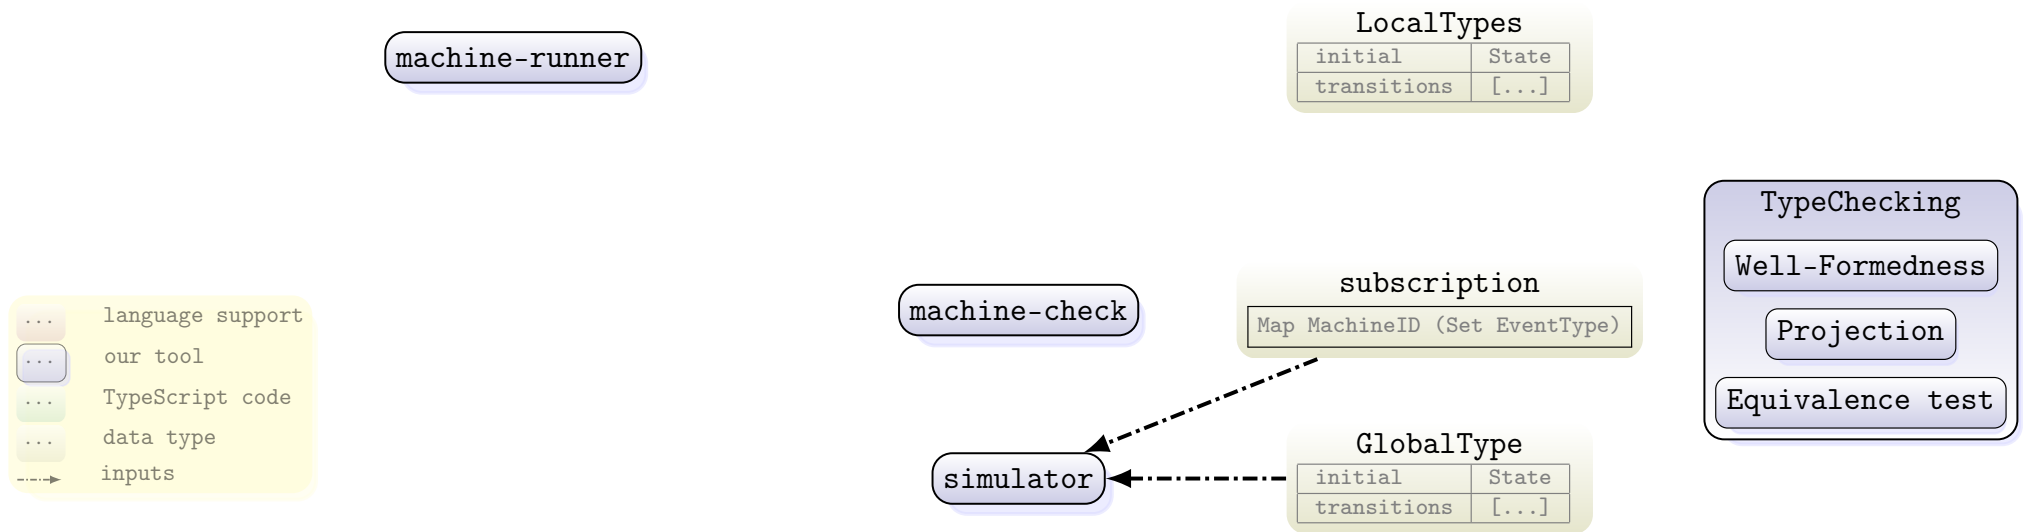 machine-runner
LocalTypes
initial State
transitions [...]
TypeChecking
Well-Formedness
Projection
Equivalence test
subscription
Map MachineID (Set EventType)
machine-check
... language support
... our tool
... TypeScript code
... data type
inputs
simulator
GlobalType
initial State
transitions [...]